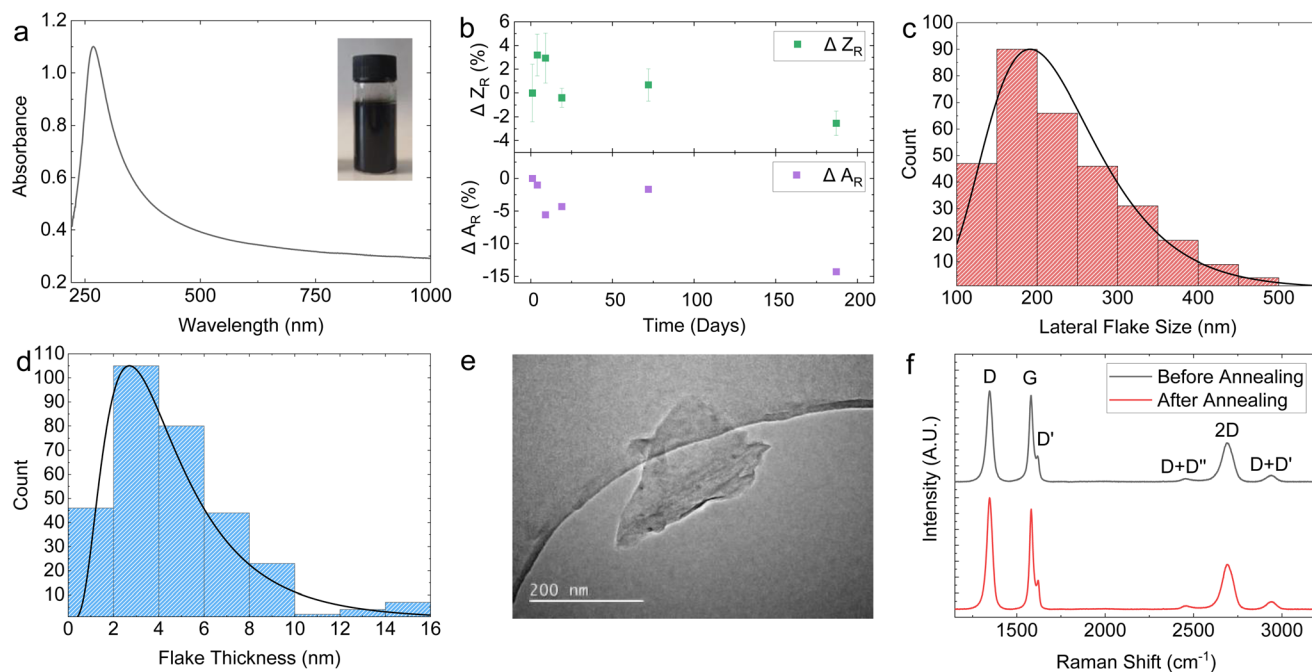 a
1.2
1.0
0.8
0.6
0.4
0.2
250
500
750
1000
Absorbance
Wavelength (nm)
b
6
4
2
0
-2
-4
Δ Z_R (%)
Δ Z_R
0
-5
-10
-15
Δ A_R (%)
Δ A_R
0
50
100
150
200
Time (Days)
c
100
90
80
70
60
50
40
30
20
10
Count
100
200
300
400
500
Lateral Flake Size (nm)
d
110
100
90
80
70
60
50
40
30
20
10
Count
0
2
4
6
8
10
12
14
16
Flake Thickness (nm)
e
200 nm
f
Before Annealing
After Annealing
D
G
D'
D+D''
2D
D+D'
Intensity (A.U.)
1500
2000
2500
3000
Raman Shift (cm⁻¹)